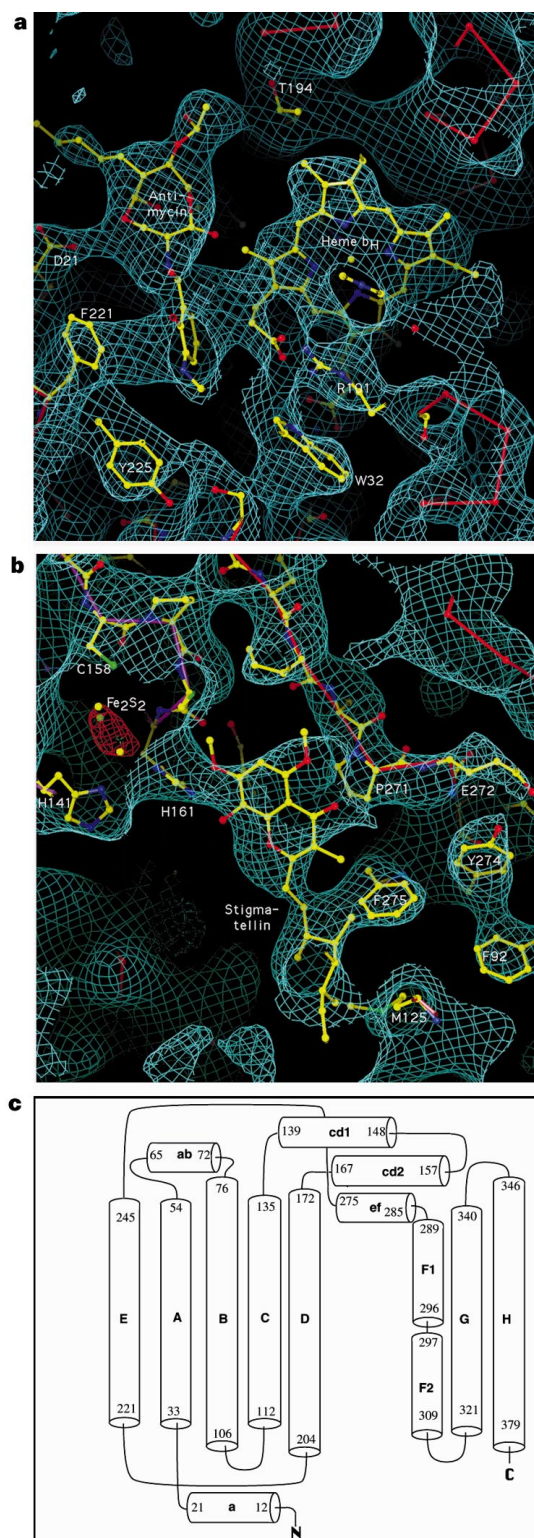 a
T194
Anti-
mycin
Heme bH
D21
F221
R101
Y225
W32
b
C158
Fe2S2
H141
H161
P271
E272
Y274
Stigma-
tellin
F275
F92
M125
c
139 cd1 148
65 ab 72
167 cd2 157
76
275 ef 285
245
54
135
172
346
340
289
F1
E
A
B
C
D
296
G
H
297
F2
221
33
112
309
321
379
106
204
C
21 a 12
N